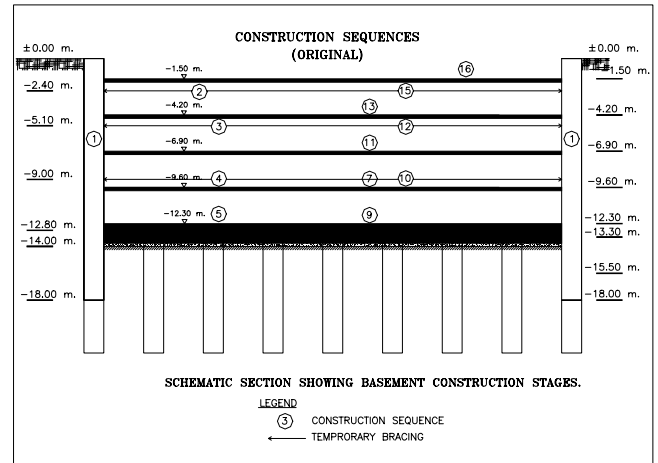 CONSTRUCTION SEQUENCES
(ORIGINAL)
±0.00 m.
±0.00 m.
-1.50 m.
16
-1.50 m.
-2.40 m.
2
15
-4.20 m.
13
-4.20 m.
-5.10 m.
3
12
1
1
-6.90 m.
11
-6.90 m.
-9.00 m.
4
7
10
-9.60 m.
-9.60 m.
-12.30 m.
5
9
-12.30 m.
-12.80 m.
-13.30 m.
-14.00 m.
-15.50 m.
-18.00 m.
-18.00 m.
SCHEMATIC SECTION SHOWING BASEMENT CONSTRUCTION STAGES.
LEGEND
3 CONSTRUCTION SEQUENCE
TEMPRORARY BRACING